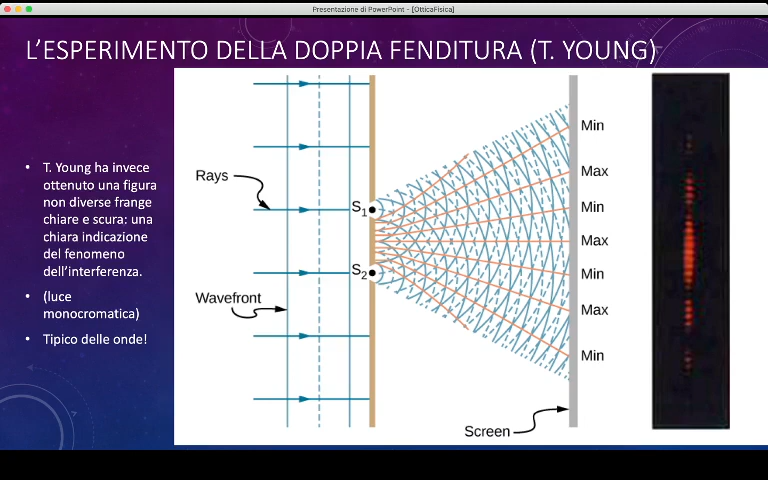 Presentazione di PowerPoint - [OtticaFisica]
L'ESPERIMENTO DELLA DOPPIA FENDITURA (T. YOUNG)
• T. Young ha invece
ottenuto una figura
non diverse frange
chiare e scura: una
chiara indicazione
del fenomeno
dell'interferenza.
• (luce
monocromatica)
• Tipico delle onde!
Rays
Wavefront
S1
S2
Min
Max
Min
Max
Min
Max
Min
Screen